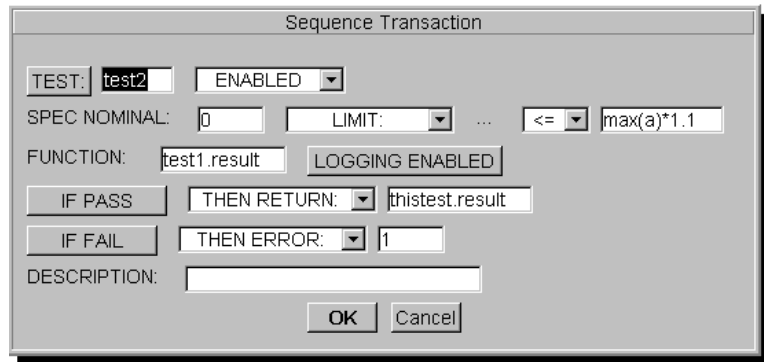 Sequence Transaction
TEST: test2 ENABLED
SPEC NOMINAL: 0 LIMIT: ... <= max(a)*1.1
FUNCTION: test1.result LOGGING ENABLED
IF PASS THEN RETURN: thistest.result
IF FAIL THEN ERROR: 1
DESCRIPTION:
OK Cancel